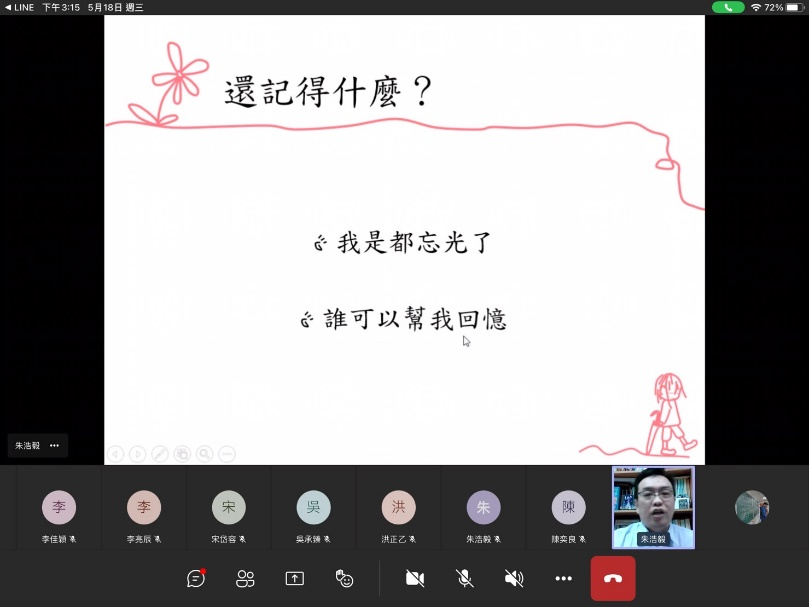 ◀ LINE 下午3:15 5月18日 週三
72%
還記得什麼？
我是都忘光了
誰可以幫我回憶
朱浩毅 •••
李 李 宋 吳 洪 朱 陳
李佳穎 李亮辰 宋岱容 吳承臻 洪正乙 朱浩毅 陳奕良 朱浩毅